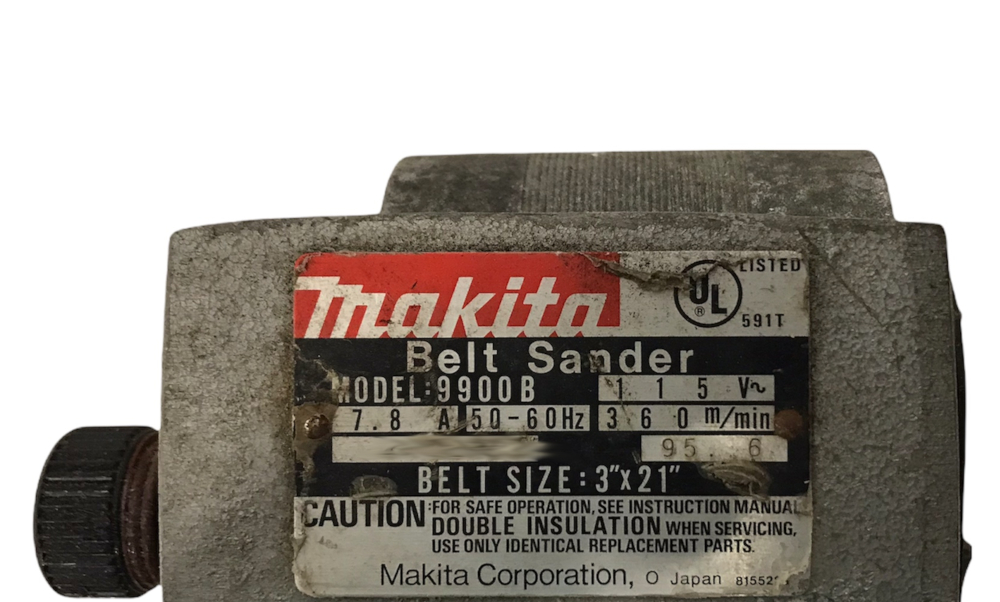 Makita
LISTED
UL
®
591T
Belt Sander
MODEL:9900B 115 V~
7.8 A 50-60Hz 360 m/min
95. 6
BELT SIZE: 3"x21"
CAUTION: FOR SAFE OPERATION, SEE INSTRUCTION MANUAL
DOUBLE INSULATION WHEN SERVICING,
USE ONLY IDENTICAL REPLACEMENT PARTS.
Makita Corporation, O Japan